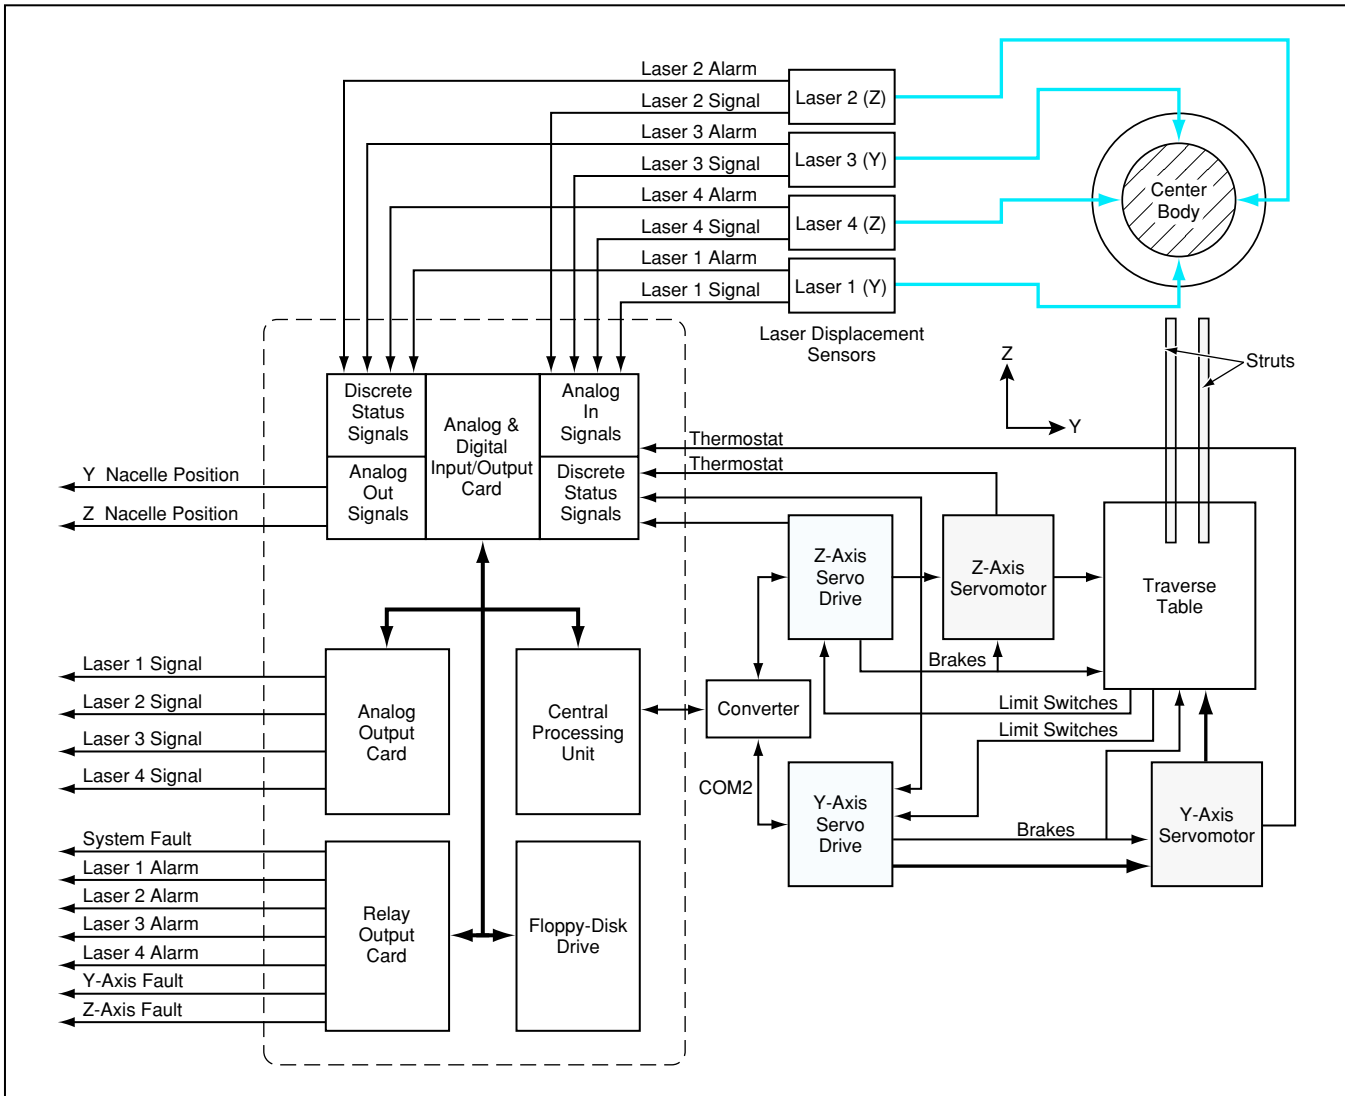 Laser 2 Alarm
Laser 2 Signal
Laser 3 Alarm
Laser 3 Signal
Laser 4 Alarm
Laser 4 Signal
Laser 1 Alarm
Laser 1 Signal
Laser 2 (Z)
Laser 3 (Y)
Laser 4 (Z)
Laser 1 (Y)
Laser Displacement
Sensors
Center
Body
Struts
Z
Y
Discrete
Status
Signals
Analog &
Digital
Input/Output
Card
Analog
In
Signals
Analog
Out
Signals
Discrete
Status
Signals
Thermostat
Thermostat
Y Nacelle Position
Z Nacelle Position
Z-Axis
Servo
Drive
Z-Axis
Servomotor
Traverse
Table
Brakes
Limit Switches
Limit Switches
Laser 1 Signal
Laser 2 Signal
Laser 3 Signal
Laser 4 Signal
Analog
Output
Card
Central
Processing
Unit
Converter
COM2
Y-Axis
Servo
Drive
Brakes
Y-Axis
Servomotor
System Fault
Laser 1 Alarm
Laser 2 Alarm
Laser 3 Alarm
Laser 4 Alarm
Y-Axis Fault
Z-Axis Fault
Relay
Output
Card
Floppy-Disk
Drive